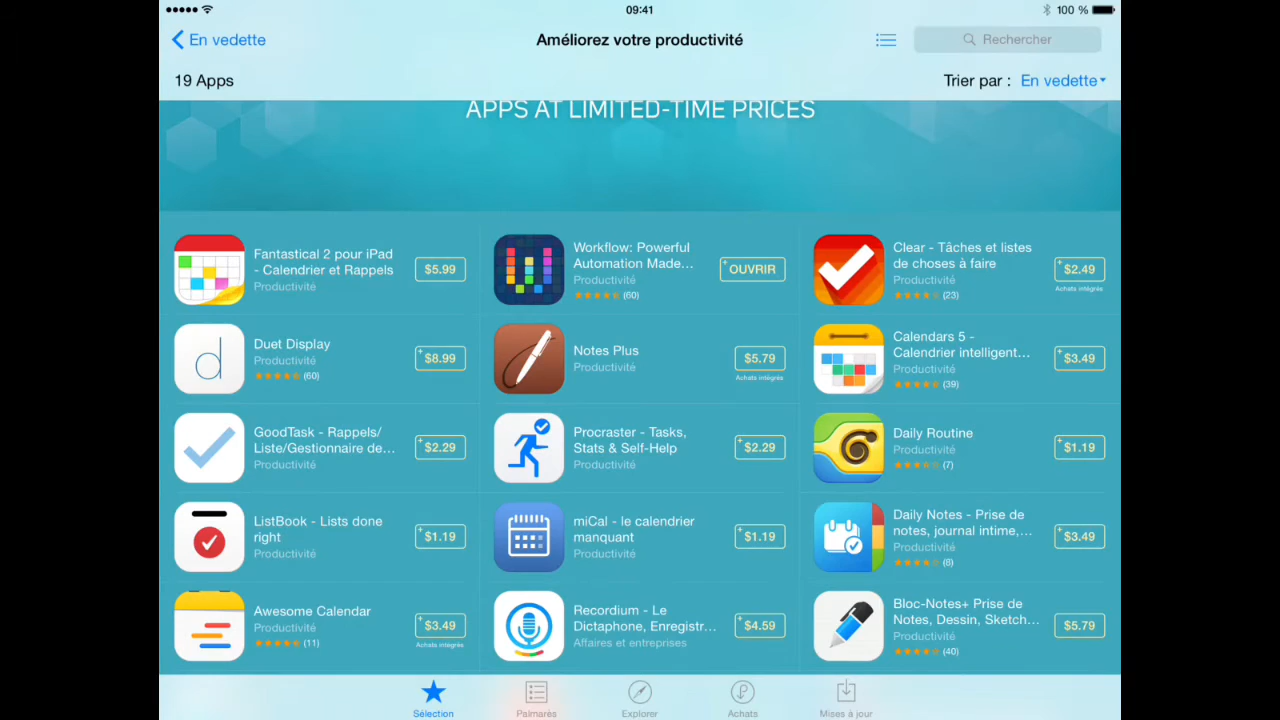 09:41
100 %
En vedette
Améliorez votre productivité
Rechercher
19 Apps
Trier par : En vedette
APPS AT LIMITED-TIME PRICES
Fantastical 2 pour iPad
- Calendrier et Rappels
Productivité
$5.99
Workflow: Powerful
Automation Made...
Productivité
(60)
+OUVRIR
Clear - Tâches et listes
de choses à faire
Productivité
(23)
+$2.49
Achats intégrés
Duet Display
Productivité
(60)
+$8.99
Notes Plus
Productivité
$5.79
Achats intégrés
Calendars 5 -
Calendrier intelligent...
Productivité
(39)
+$3.49
GoodTask - Rappels/
Liste/Gestionnaire de...
Productivité
+$2.29
Procraster - Tasks,
Stats & Self-Help
Productivité
+$2.29
Daily Routine
Productivité
(7)
+$1.19
ListBook - Lists done
right
Productivité
+$1.19
miCal - le calendrier
manquant
Productivité
+$1.19
Daily Notes - Prise de
notes, journal intime,...
Productivité
(8)
+$3.49
Awesome Calendar
Productivité
(11)
+$3.49
Achats intégrés
Recordium - Le
Dictaphone, Enregistr...
Affaires et entreprises
+$4.59
Bloc-Notes+ Prise de
Notes, Dessin, Sketch...
Productivité
(40)
$5.79
Sélection
Palmarès
Explorer
Achats
Mises à jour